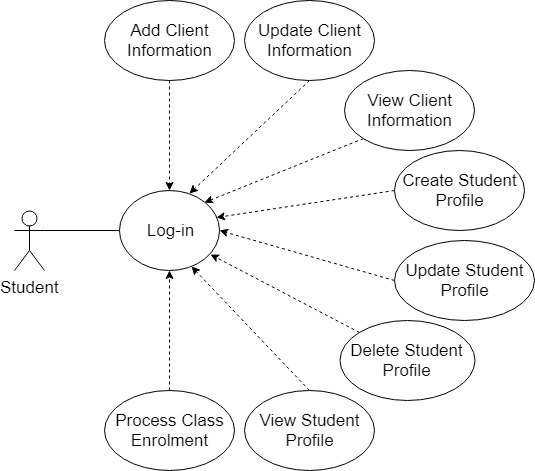 Add Client
Information
Update Client
Information
View Client
Information
Create Student
Profile
Log-in
Student
Update Student
Profile
Delete Student
Profile
Process Class
Enrolment
View Student
Profile